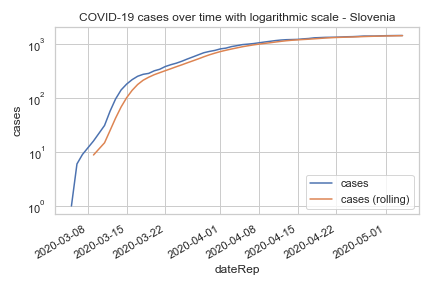 COVID-19 cases over time with logarithmic scale - Slovenia
10³
10²
10¹
10⁰
cases
cases
cases (rolling)
2020-03-08
2020-03-15
2020-03-22
2020-04-01
2020-04-08
2020-04-15
2020-04-22
2020-05-01
dateRep